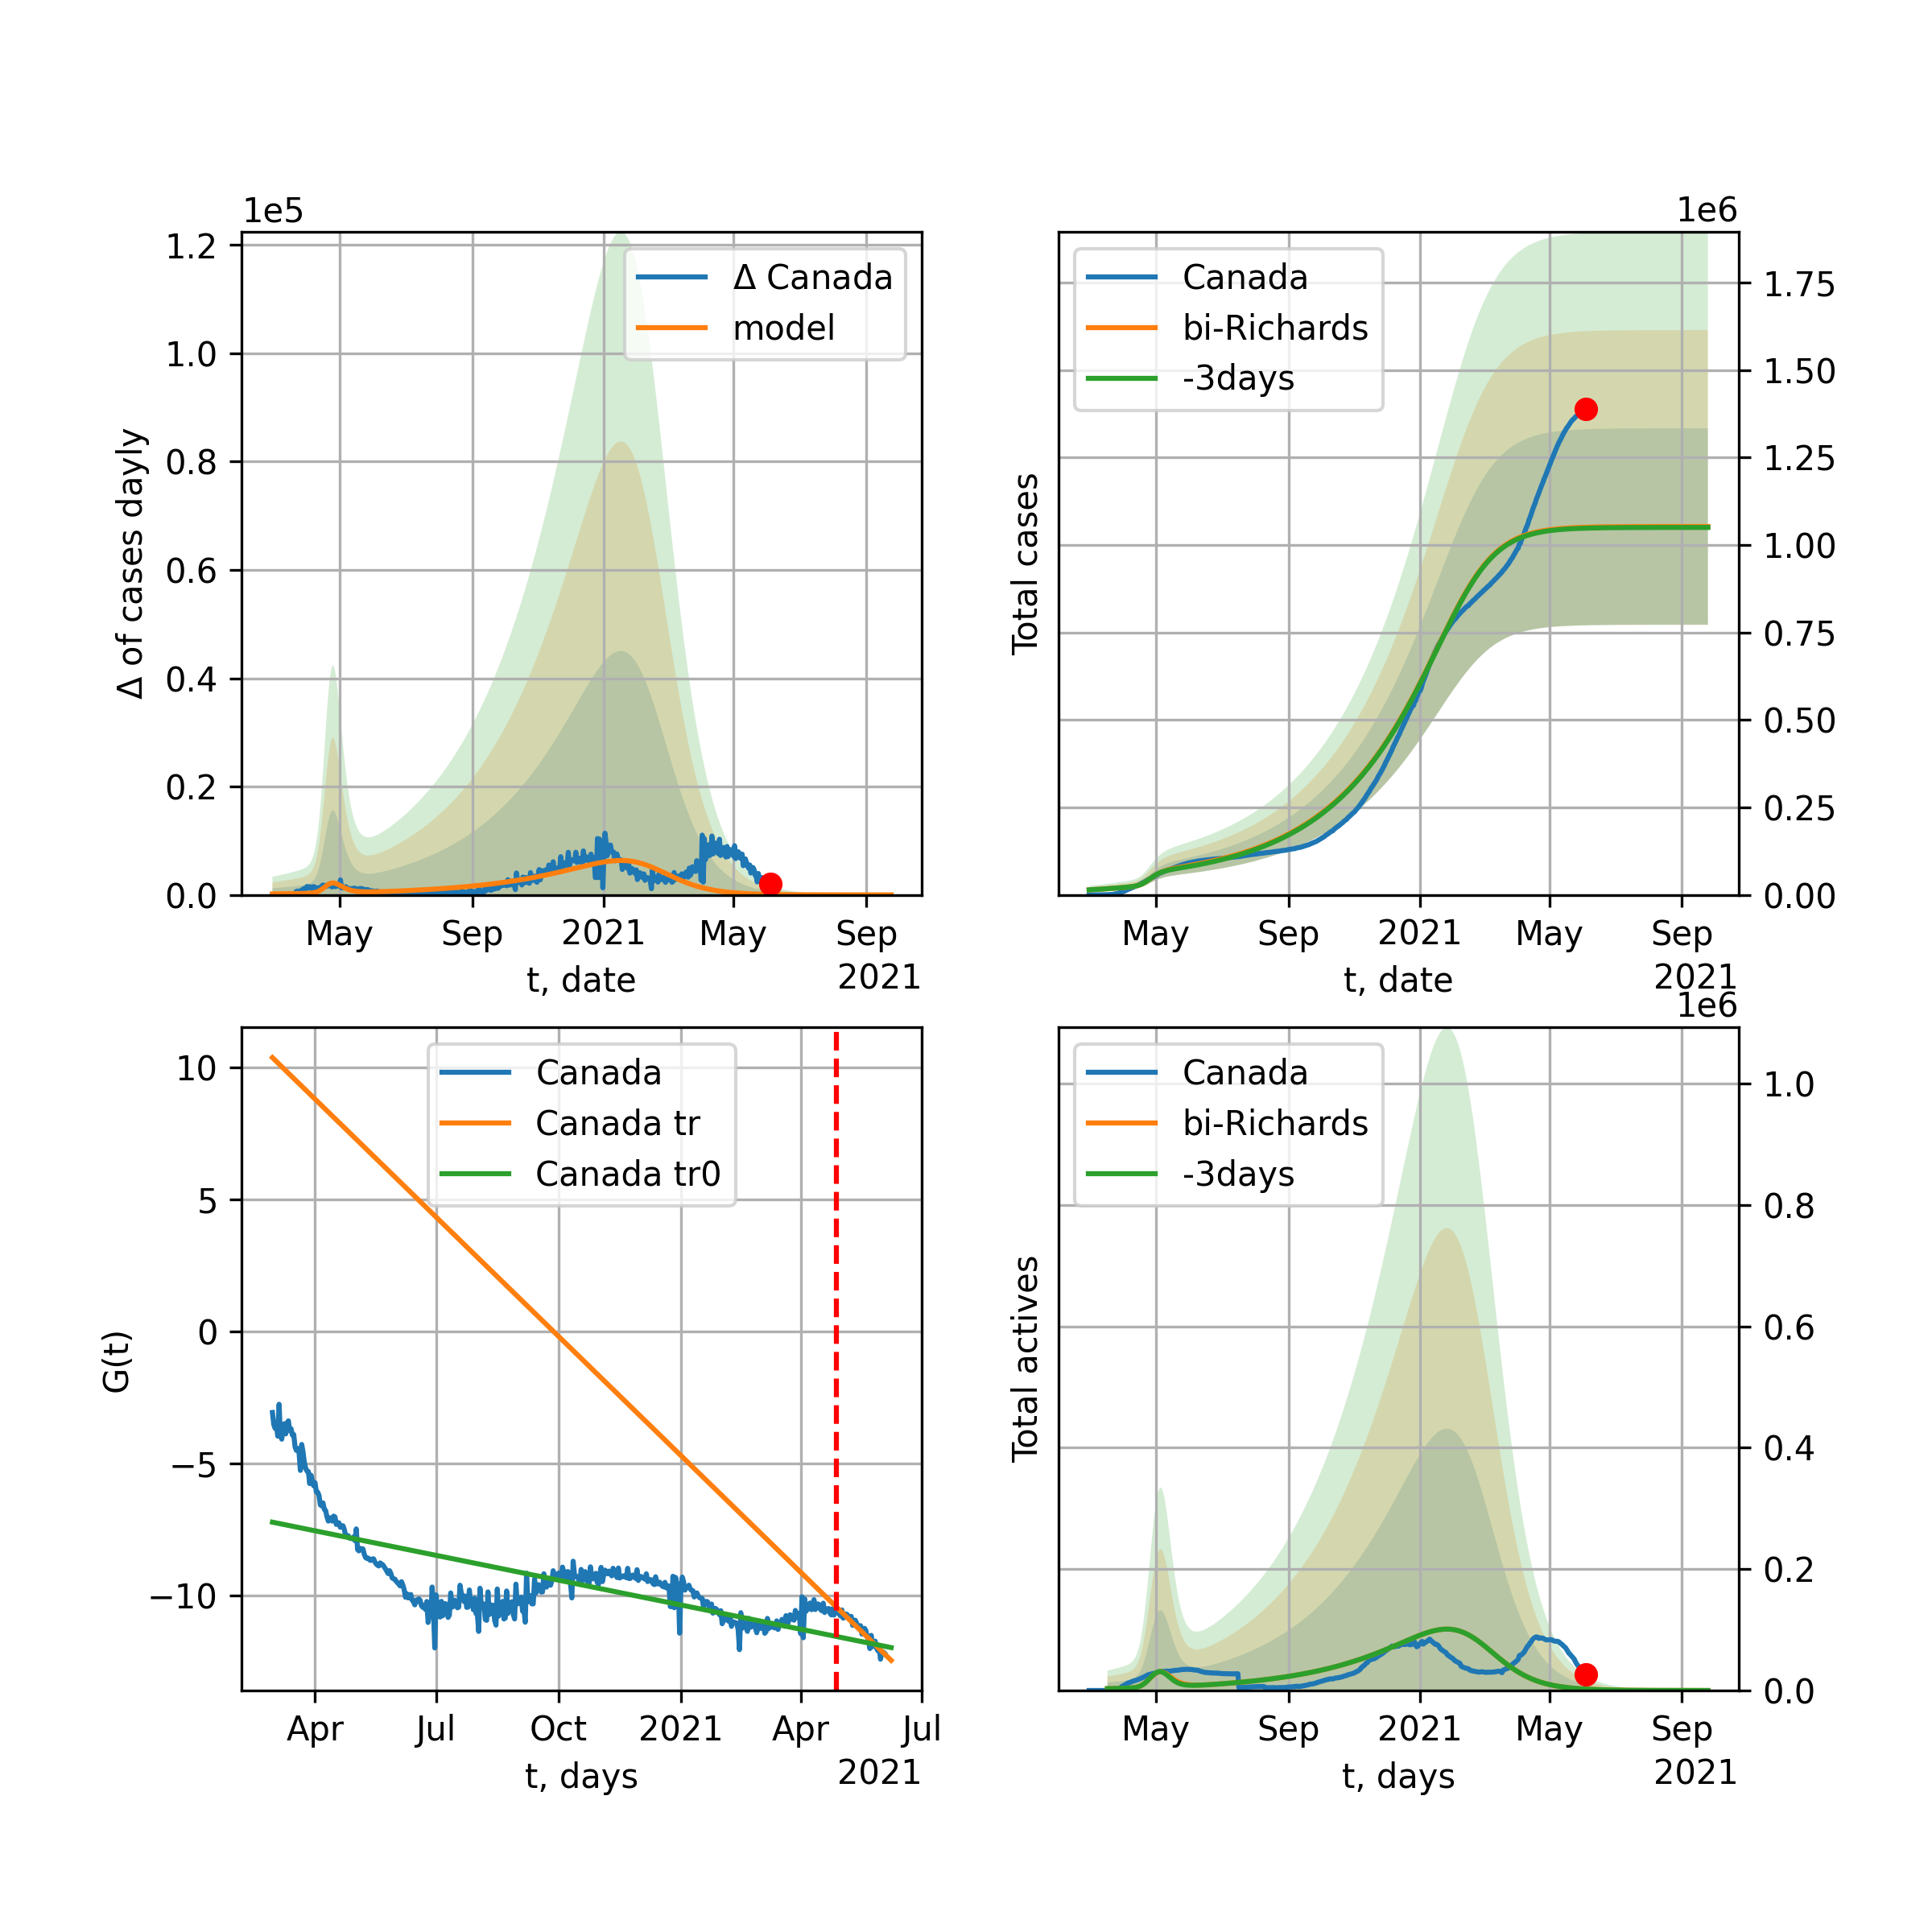 1e5
1.2
1.0
0.8
0.6
0.4
0.2
0.0
Δ of cases dayly
Δ Canada
model
May
Sep
2021
May
Sep
t, date
2021
1e6
Canada
bi-Richards
-3days
Total cases
1.75
1.50
1.25
1.00
0.75
0.50
0.25
0.00
May
Sep
2021
May
Sep
t, date
2021
10
5
0
−5
−10
G(t)
Canada
Canada tr
Canada tr0
Apr
Jul
Oct
2021
Apr
Jul
t, days
2021
1e6
Canada
bi-Richards
-3days
Total actives
1.0
0.8
0.6
0.4
0.2
0.0
May
Sep
2021
May
Sep
t, days
2021